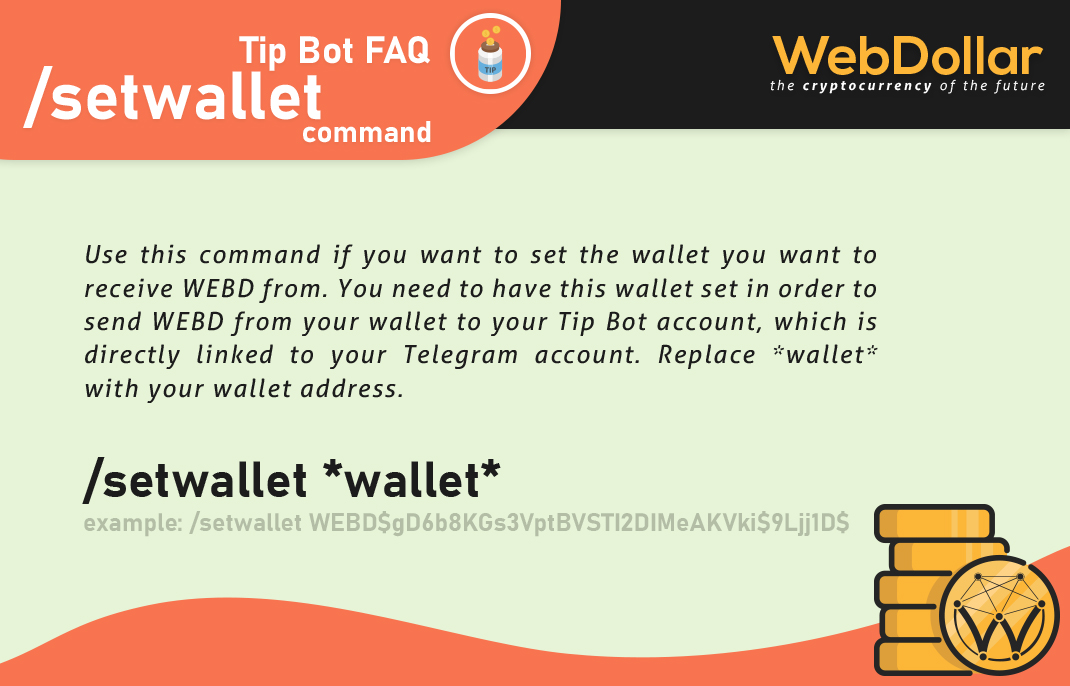 Tip Bot FAQ
/setwallet
command
TIP
WebDollar
the cryptocurrency of the future
Use this command if you want to set the wallet you want to
receive WEBD from. You need to have this wallet set in order to
send WEBD from your wallet to your Tip Bot account, which is
directly linked to your Telegram account. Replace *wallet*
with your wallet address.
/setwallet *wallet*
example: /setwallet WEBD$gD6b8KGs3VptBVSTI2DIMeAKVki$9Ljj1D$